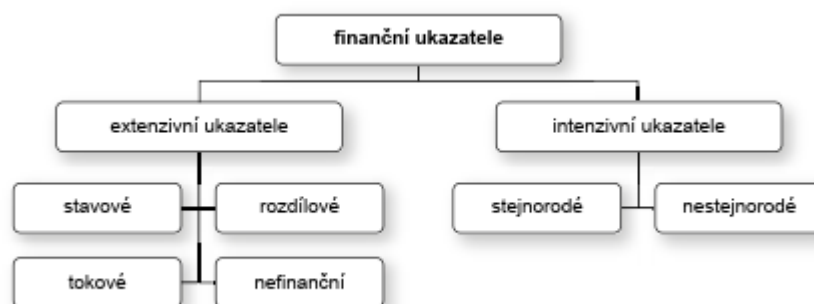 finanční ukazatele
extenzivní ukazatele
intenzivní ukazatele
stavové
rozdílové
stejnorodé
nestejnorodé
tokové
nefinanční